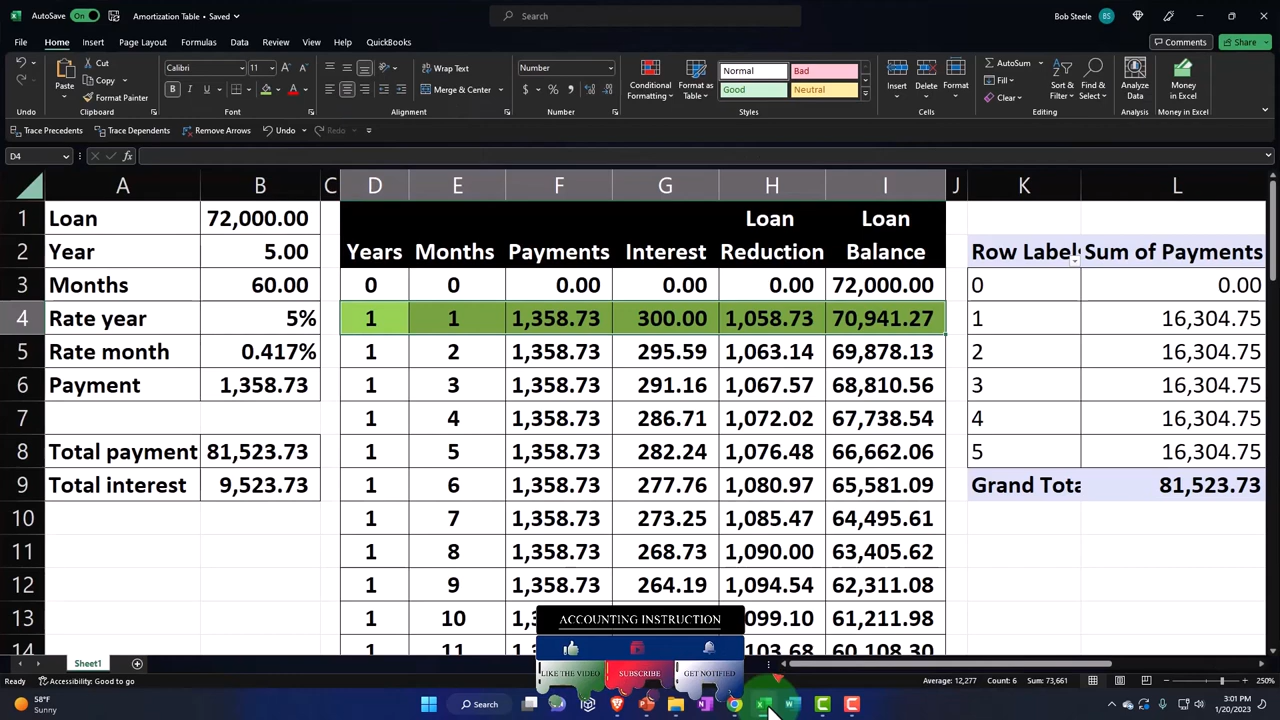 AutoSave On Amortization Table • Saved Search Bob Steele BS
File Home Insert Page Layout Formulas Data Review View Help QuickBooks Comments Share
Cut Copy Format Painter Paste Calibri 11 Wrap Text Merge & Center Number Conditional Formatting Format as Table Normal Bad Good Neutral Insert Delete Format AutoSum Fill Clear Sort & Filter Find & Select Analyze Data Money in Excel
Undo Clipboard Font Alignment Number Styles Cells Editing Analysis Money in Excel
Trace Precedents Trace Dependents Remove Arrows Undo Redo
D4 fx
A B C D E F G H I J K L
1 Loan 72,000.00 Loan Loan
2 Year 5.00 Years Months Payments Interest Reduction Balance Row Labels Sum of Payments
3 Months 60.00 0 0 0.00 0.00 0.00 72,000.00 0 0.00
4 Rate year 5% 1 1 1,358.73 300.00 1,058.73 70,941.27 1 16,304.75
5 Rate month 0.417% 1 2 1,358.73 295.59 1,063.14 69,878.13 2 16,304.75
6 Payment 1,358.73 1 3 1,358.73 291.16 1,067.57 68,810.56 3 16,304.75
7 1 4 1,358.73 286.71 1,072.02 67,738.54 4 16,304.75
8 Total payment 81,523.73 1 5 1,358.73 282.24 1,076.48 66,662.06 5 16,304.75
9 Total interest 9,523.73 1 6 1,358.73 277.76 1,080.97 65,581.09 Grand Tota 81,523.73
10 1 7 1,358.73 273.25 1,085.47 64,495.61
11 1 8 1,358.73 268.73 1,090.00 63,405.62
12 1 9 1,358.73 264.19 1,094.54 62,311.08
13 1 10 61,211.98
14 1 11 60,108.30
ACCOUNTING INSTRUCTION
LIKE THE VIDEO SUBSCRIBE GET NOTIFIED
Sheet1
Ready Accessibility: Good to go Average: 12,277 Count: 6 Sum: 73,661 250%
58°F Sunny Search 3:01 PM 1/20/2023